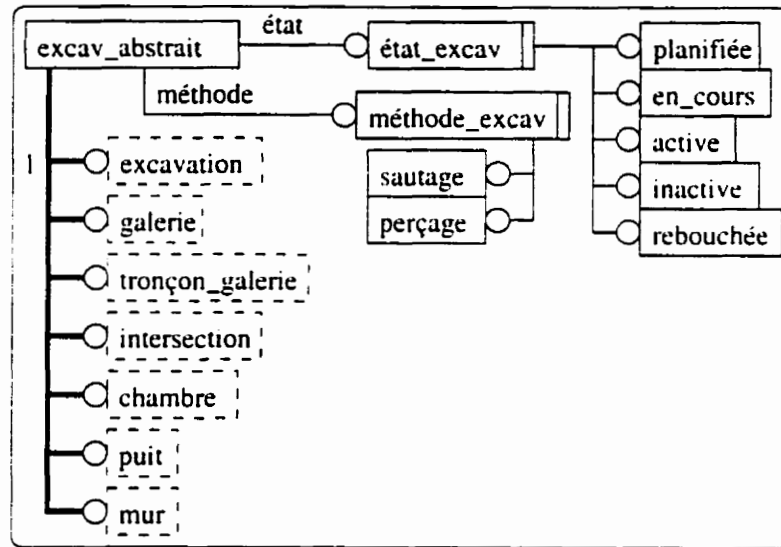 état
excav_abstrait
état_excav
planifiée
méthode
en_cours
méthode_excav
active
1
excavation
sautage
inactive
galerie
perçage
rebouchée
tronçon_galerie
intersection
chambre
puit
mur